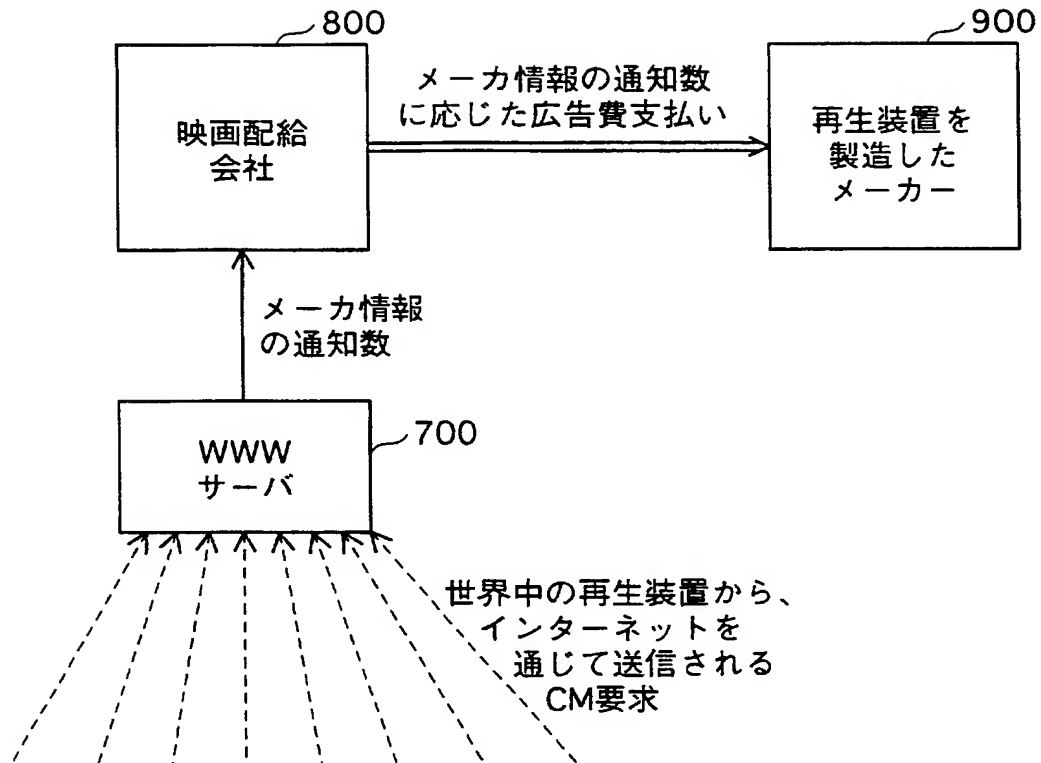 800
映画配給
会社
メーカ情報の通知数
に応じた広告費支払い
900
再生装置を
製造した
メーカー
メーカ情報
の通知数
700
WWW
サーバ
世界中の再生装置から、
インターネットを
通じて送信される
CM要求